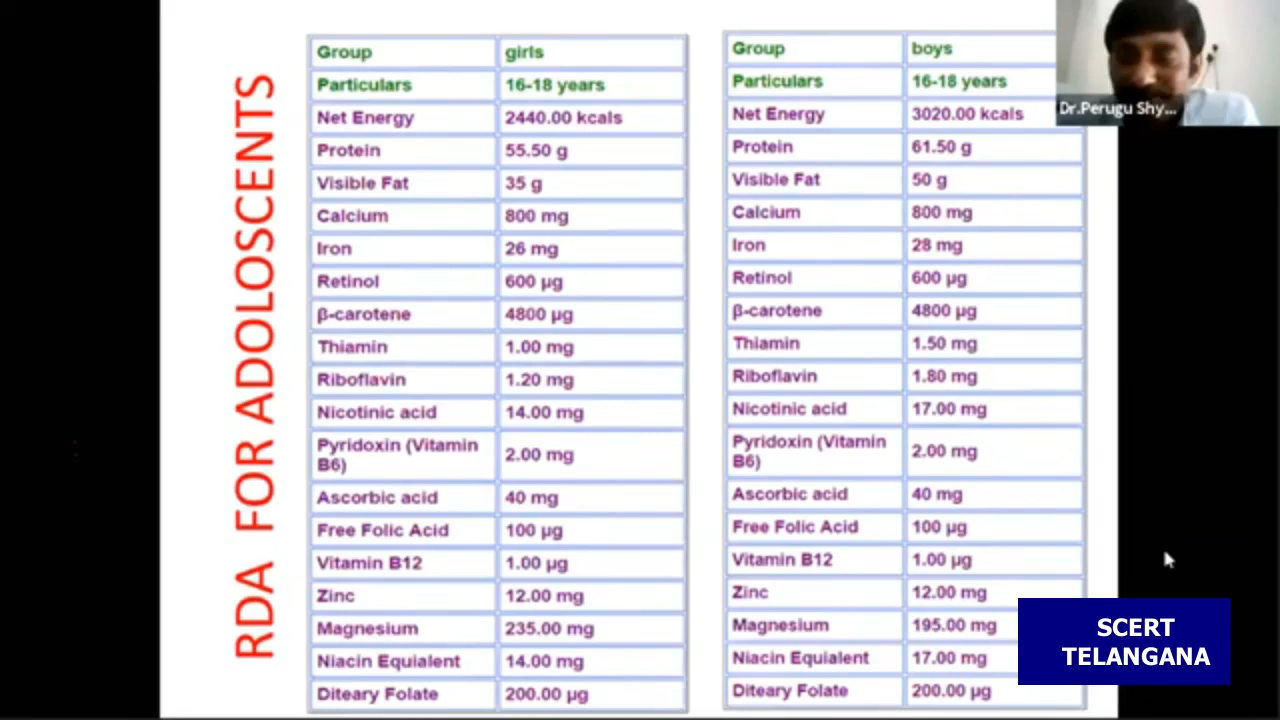 RDA FOR ADOLOSCENTS
Group girls
Particulars 16-18 years
Net Energy 2440.00 kcals
Protein 55.50 g
Visible Fat 35 g
Calcium 800 mg
Iron 26 mg
Retinol 600 µg
β-carotene 4800 µg
Thiamin 1.00 mg
Riboflavin 1.20 mg
Nicotinic acid 14.00 mg
Pyridoxin (Vitamin
B6) 2.00 mg
Ascorbic acid 40 mg
Free Folic Acid 100 µg
Vitamin B12 1.00 µg
Zinc 12.00 mg
Magnesium 235.00 mg
Niacin Equialent 14.00 mg
Diteary Folate 200.00 µg
Group boys
Particulars 16-18 years
Net Energy 3020.00 kcals
Protein 61.50 g
Visible Fat 50 g
Calcium 800 mg
Iron 28 mg
Retinol 600 µg
β-carotene 4800 µg
Thiamin 1.50 mg
Riboflavin 1.80 mg
Nicotinic acid 17.00 mg
Pyridoxin (Vitamin
B6) 2.00 mg
Ascorbic acid 40 mg
Free Folic Acid 100 µg
Vitamin B12 1.00 µg
Zinc 12.00 mg
Magnesium 195.00 mg
Niacin Equialent 17.00 mg
Diteary Folate 200.00 µg
Dr.Perugu Shy...
SCERT
TELANGANA